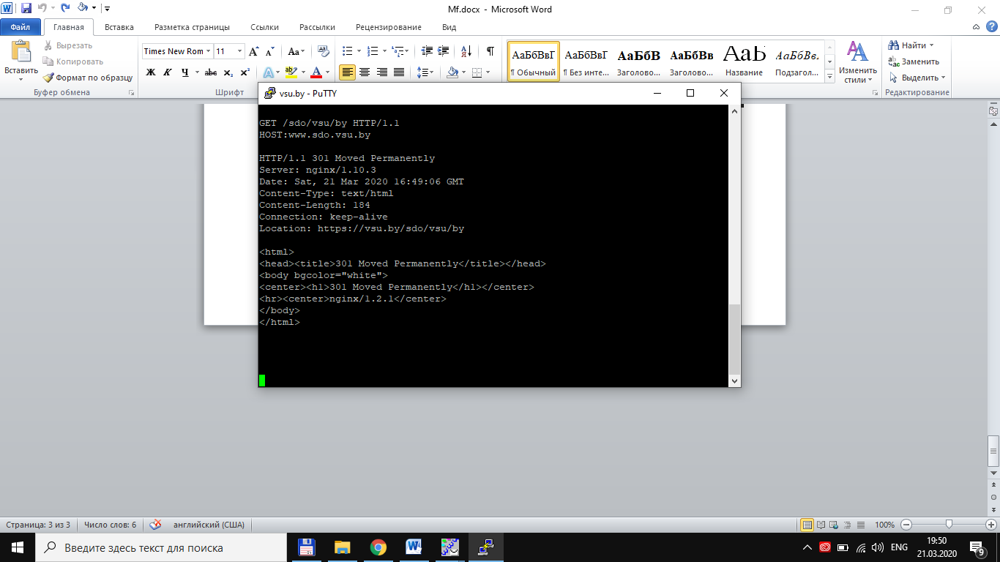 Mf.docx - Microsoft Word
Файл Главная Вставка Разметка страницы Ссылки Рассылки Рецензирование Вид
Вставить
Вырезать
Копировать
Формат по образцу
Буфер обмена
Times New Rom 11
Ж К Ч abc x₂ x²
Шрифт
АаБбВвГ АаБбВвГ АаБбВ АаБбВв АаБ АаБбВв.
¶ Обычный ¶ Без инте... Заголово... Заголово... Название Подзагол...
Изменить стили
Найти
Заменить
Выделить
Редактирование
vsu.by - PuTTY
GET /sdo/vsu/by HTTP/1.1
HOST:www.sdo.vsu.by
HTTP/1.1 301 Moved Permanently
Server: nginx/1.10.3
Date: Sat, 21 Mar 2020 16:49:06 GMT
Content-Type: text/html
Content-Length: 184
Connection: keep-alive
Location: https://vsu.by/sdo/vsu/by
<html>
<head><title>301 Moved Permanently</title></head>
<body bgcolor="white">
<center><h1>301 Moved Permanently</h1></center>
<hr><center>nginx/1.2.1</center>
</body>
</html>
Страница: 3 из 3 Число слов: 6 английский (США) 100%
Введите здесь текст для поиска
ENG
19:50
21.03.2020
9